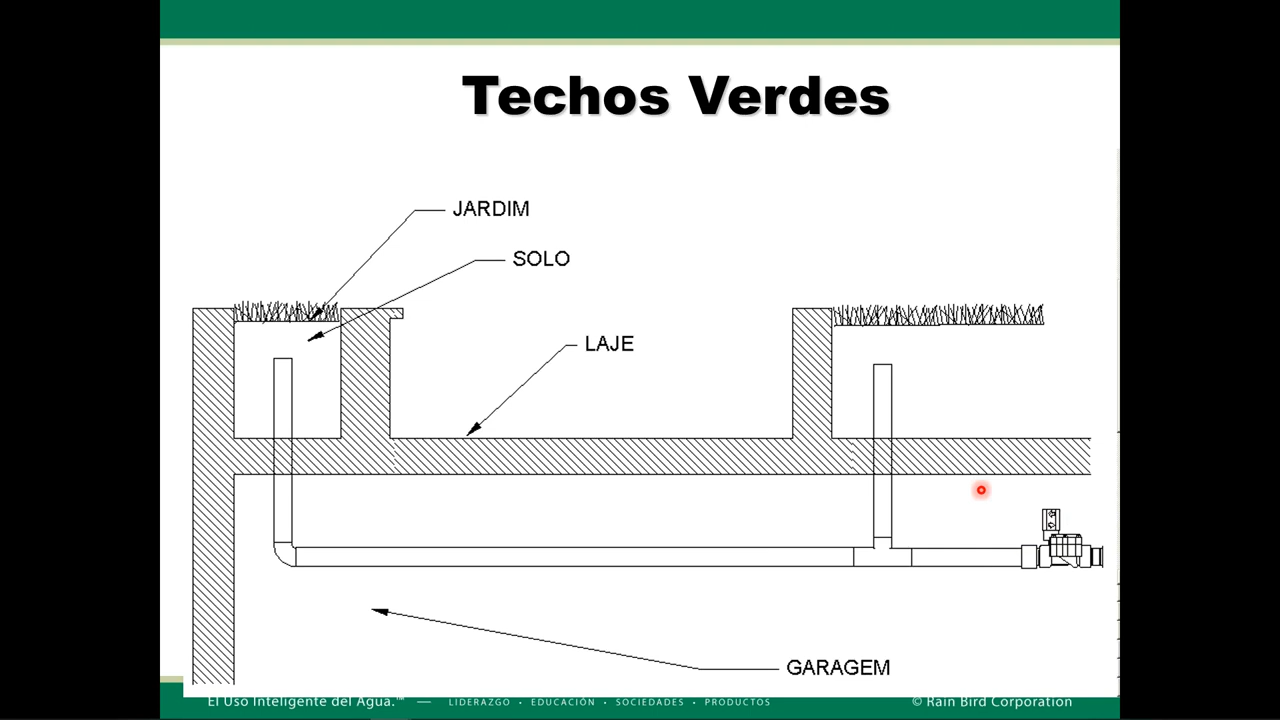 Techos Verdes
JARDIM
SOLO
LAJE
GARAGEM
El Uso Inteligente del Agua.™ — LIDERAZGO • EDUCACIÓN • SOCIEDADES • PRODUCTOS © Rain Bird Corporation